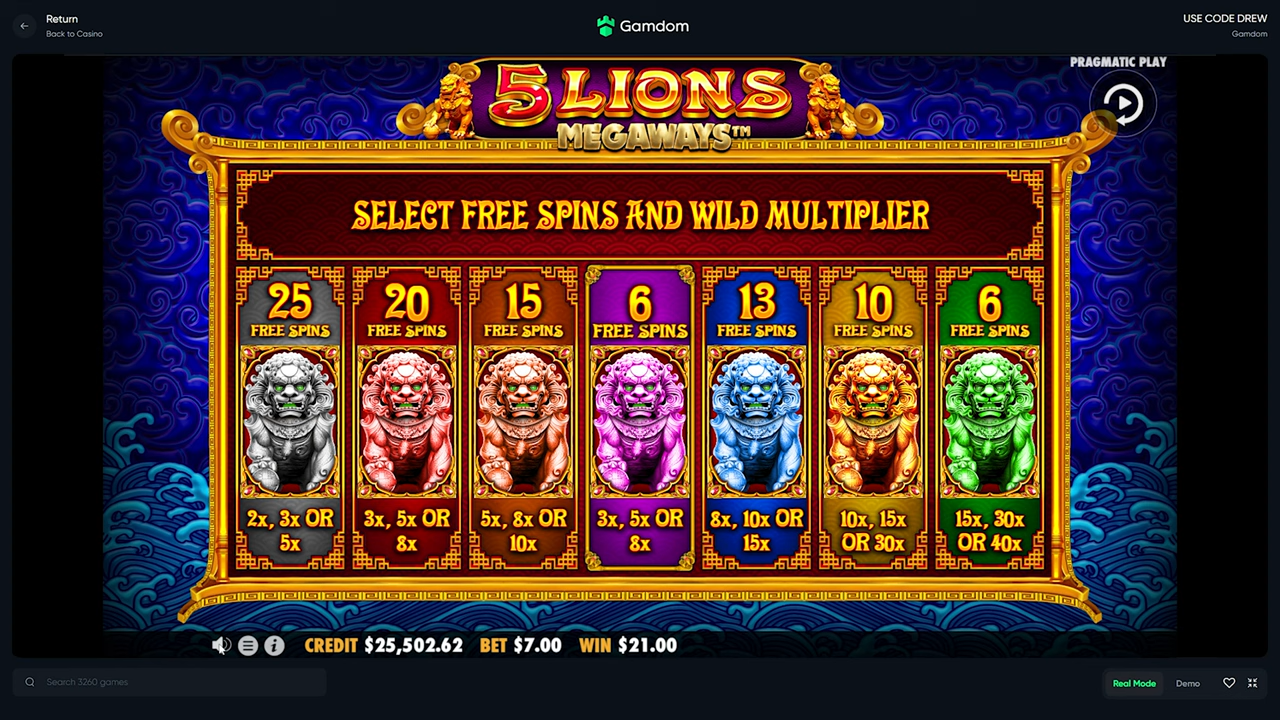 Return
Back to Casino
Gamdom
USE CODE DREW
Gamdom
PRAGMATIC PLAY
5 LIONS
MEGAWAYS™
SELECT FREE SPINS AND WILD MULTIPLIER
25
FREE SPINS
2x, 3x OR
5x
20
FREE SPINS
3x, 5x OR
8x
15
FREE SPINS
5x, 8x OR
10x
6
FREE SPINS
3x, 5x OR
8x
13
FREE SPINS
8x, 10x OR
15x
10
FREE SPINS
10x, 15x
OR 30x
6
FREE SPINS
15x, 30x
OR 40x
CREDIT $25,502.62 BET $7.00 WIN $21.00
Search 3260 games
Real Mode Demo